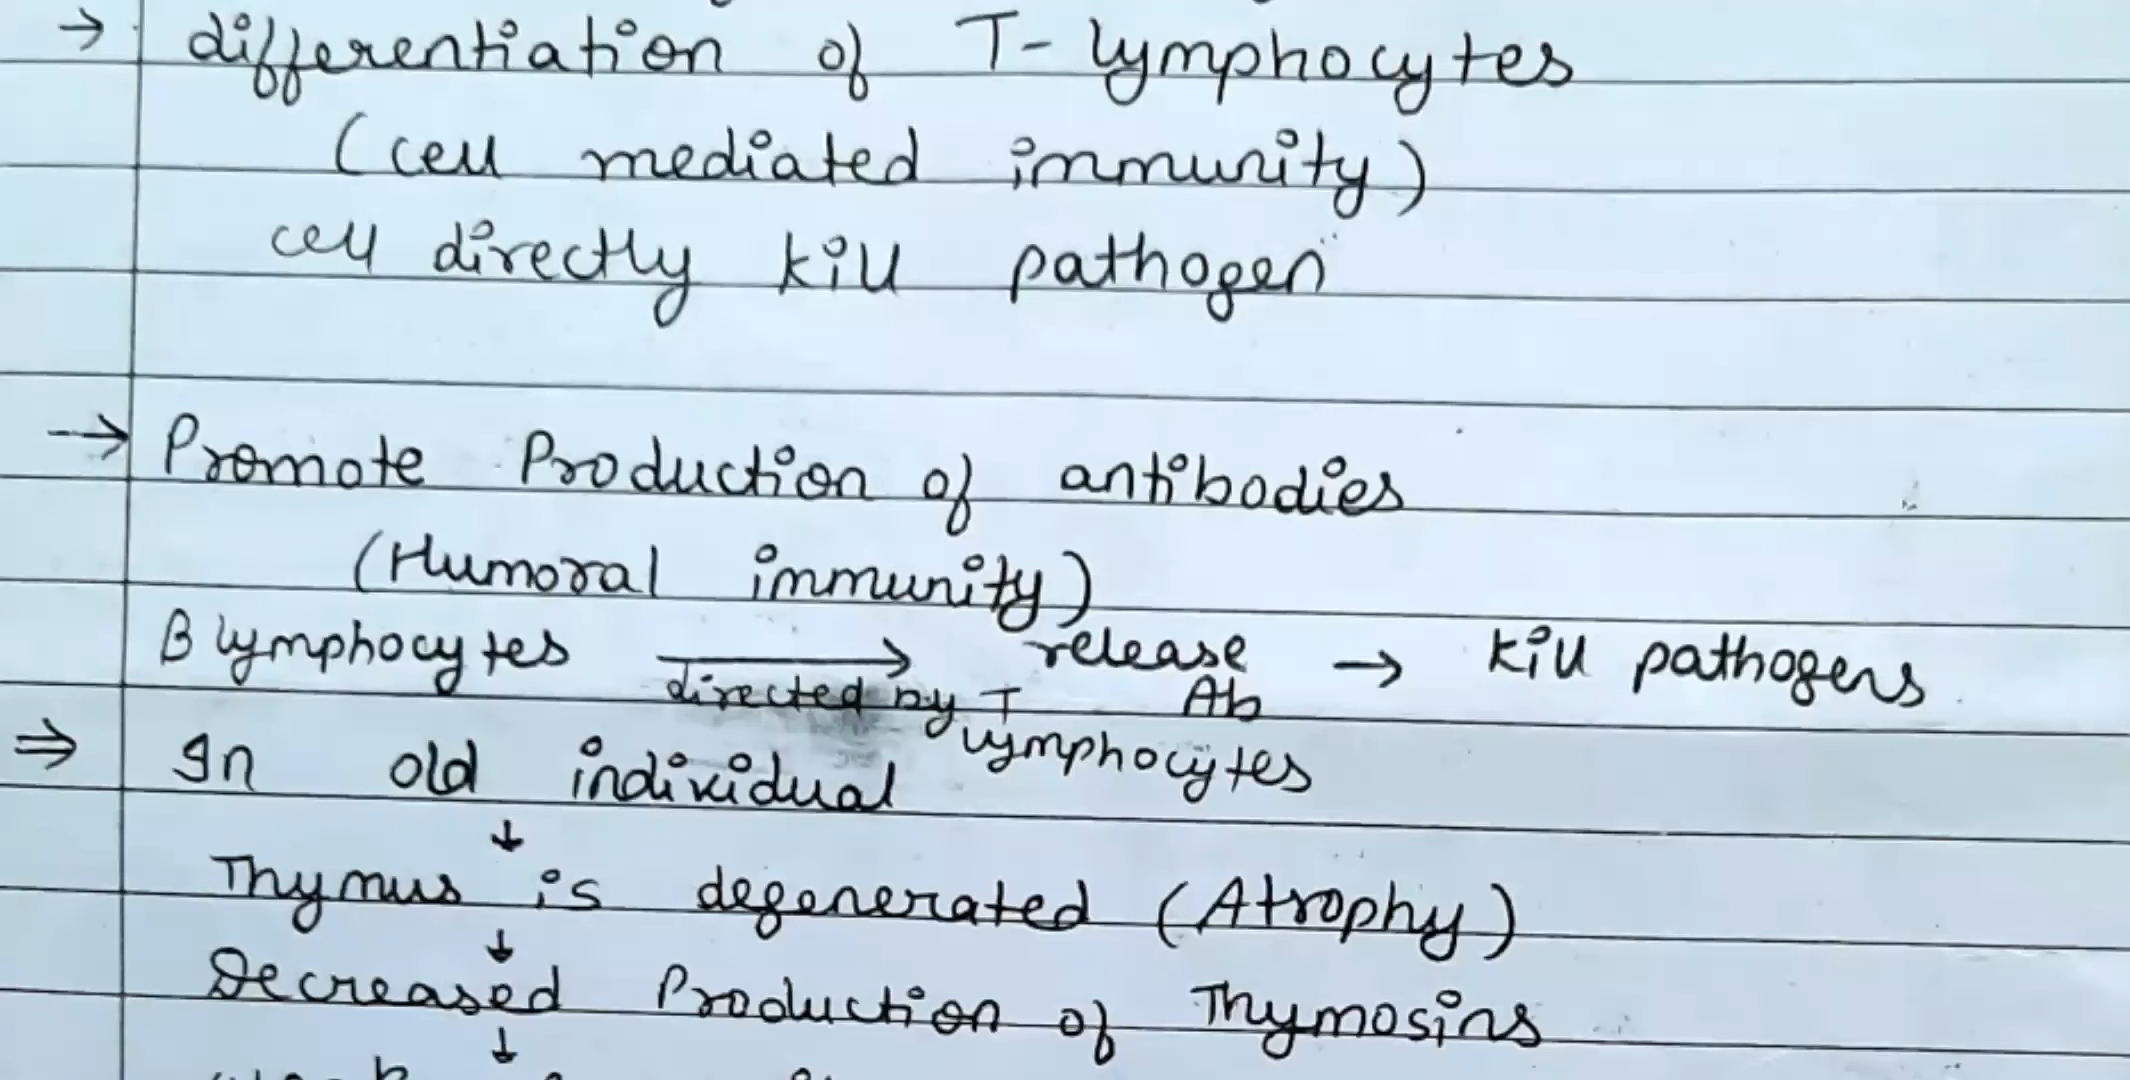 → differentiation of T- lymphocytes
(cell mediated immunity)
cell directly kill pathogen
→ Promote Production of antibodies
(Humoral immunity)
B lymphocytes → release → kill pathogens
directed by T Ab
lymphocytes
⇒ In old individual
↓
Thymus is degenerated (Atrophy)
↓
Decreased Production of Thymosins
↓